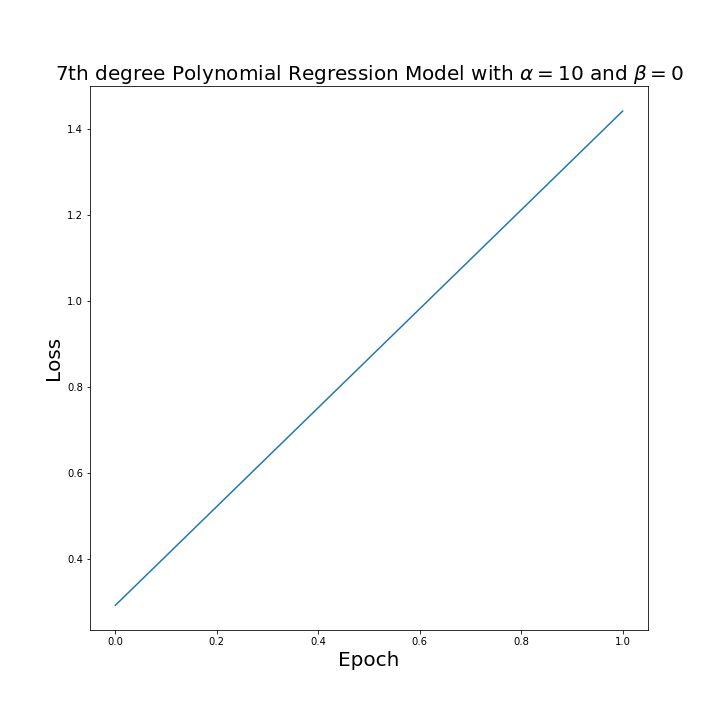 7th degree Polynomial Regression Model with α = 10 and β = 0
1.4
1.2
1.0
0.8
0.6
0.4
Loss
0.0 0.2 0.4 0.6 0.8 1.0
Epoch